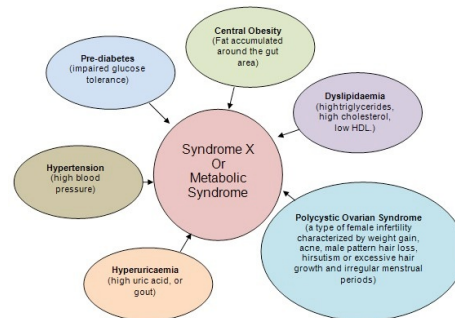 Central Obesity
(Fat accumulated
around the gut
area)
Pre-diabetes
(impaired glucose
tolerance)
Dyslipidaemia
(high triglycerides,
high cholesterol,
low HDL.)
Syndrome X
Or
Metabolic
Syndrome
Hypertension
(high blood
pressure)
Polycystic Ovarian Syndrome
(a type of female infertility
characterized by weight gain,
acne, male pattern hair loss,
hirsutism or excessive hair
growth and irregular menstrual
periods)
Hyperuricaemia
(high uric acid, or
gout)